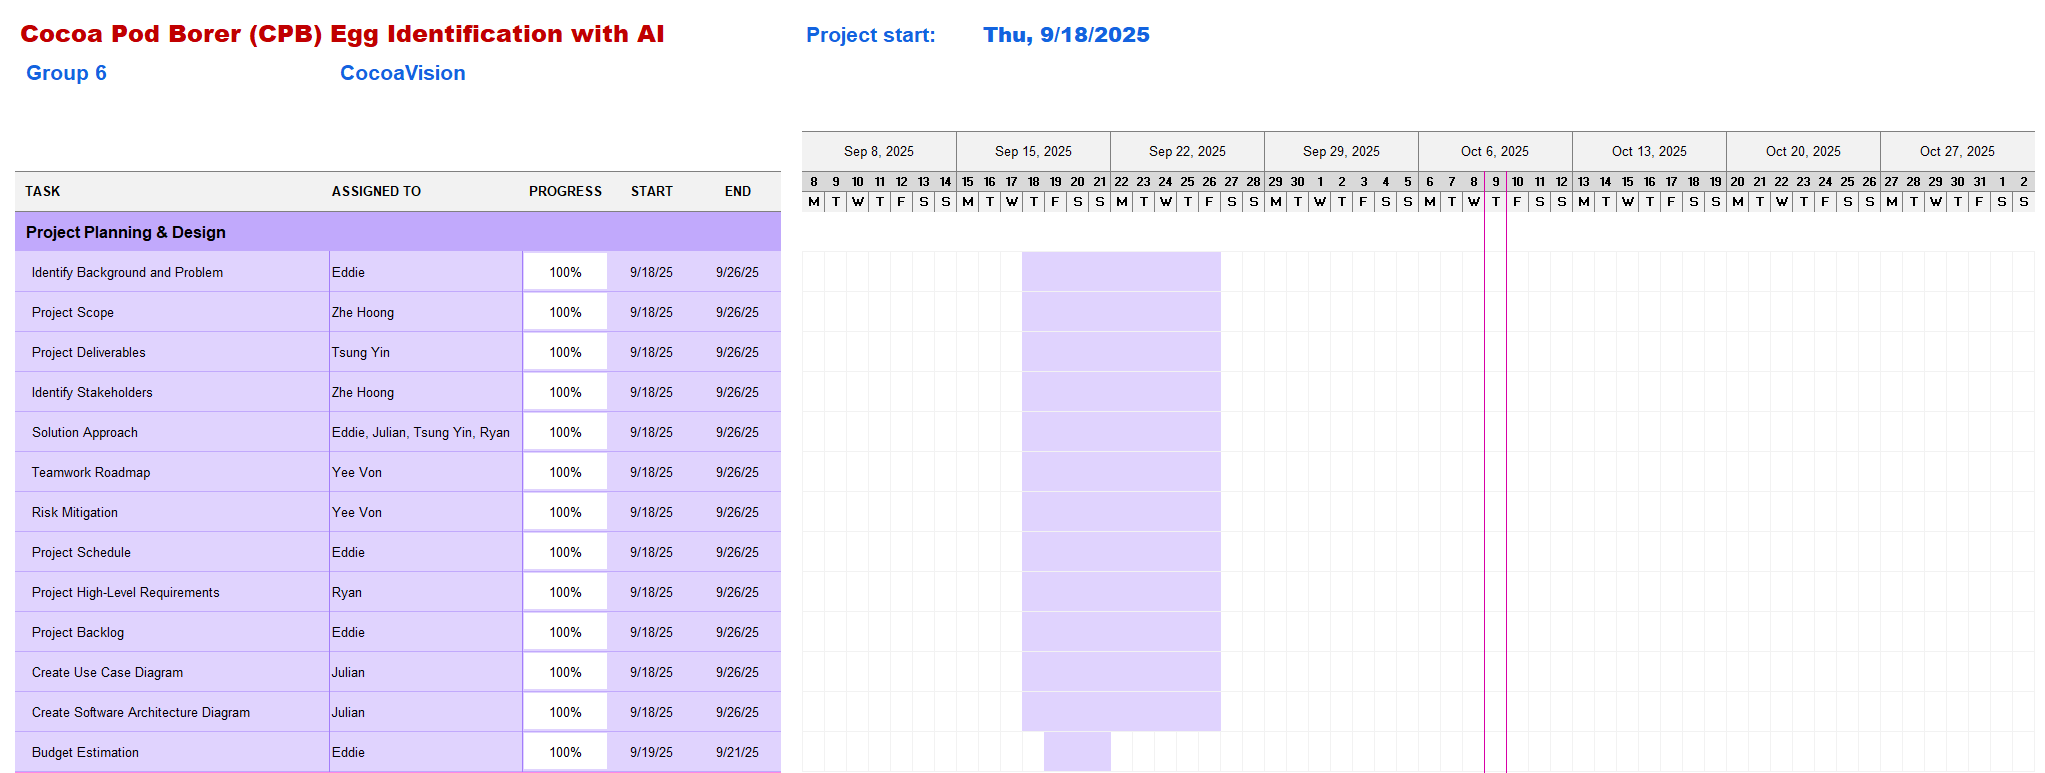 Cocoa Pod Borer (CPB) Egg Identification with AI Project start: Thu, 9/18/2025
Group 6 CocoaVision
Sep 8, 2025 Sep 15, 2025 Sep 22, 2025 Sep 29, 2025 Oct 6, 2025 Oct 13, 2025 Oct 20, 2025 Oct 27, 2025
TASK ASSIGNED TO PROGRESS START END
8 9 10 11 12 13 14 15 16 17 18 19 20 21 22 23 24 25 26 27 28 29 30 1 2 3 4 5 6 7 8 9 10 11 12 13 14 15 16 17 18 19 20 21 22 23 24 25 26 27 28 29 30 31 1 2
M T W T F S S M T W T F S S M T W T F S S M T W T F S S M T W T F S S M T W T F S S M T W T F S S M T W T F S S
Project Planning & Design
Identify Background and Problem Eddie 100% 9/18/25 9/26/25
Project Scope Zhe Hoong 100% 9/18/25 9/26/25
Project Deliverables Tsung Yin 100% 9/18/25 9/26/25
Identify Stakeholders Zhe Hoong 100% 9/18/25 9/26/25
Solution Approach Eddie, Julian, Tsung Yin, Ryan 100% 9/18/25 9/26/25
Teamwork Roadmap Yee Von 100% 9/18/25 9/26/25
Risk Mitigation Yee Von 100% 9/18/25 9/26/25
Project Schedule Eddie 100% 9/18/25 9/26/25
Project High-Level Requirements Ryan 100% 9/18/25 9/26/25
Project Backlog Eddie 100% 9/18/25 9/26/25
Create Use Case Diagram Julian 100% 9/18/25 9/26/25
Create Software Architecture Diagram Julian 100% 9/18/25 9/26/25
Budget Estimation Eddie 100% 9/19/25 9/21/25